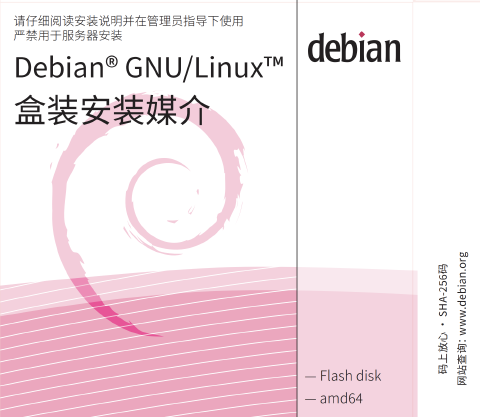 请仔细阅读安装说明并在管理员指导下使用
严禁用于服务器安装
Debian® GNU/Linux™
盒装安装媒介
debian
— Flash disk
— amd64
码上放心 · SHA-256码
网站查询：www.debian.org